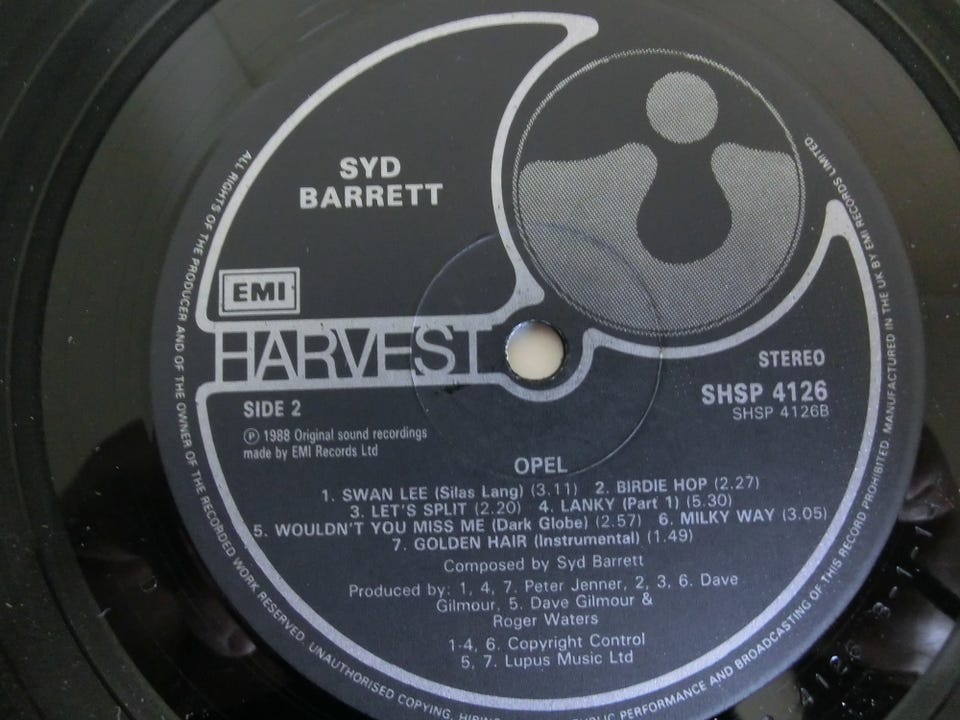 SYD
BARRETT
EMI
HARVEST
STEREO
SHSP 4126
SHSP 4126B
SIDE 2
Ⓟ 1988 Original sound recordings
made by EMI Records Ltd
OPEL
1. SWAN LEE (Silas Lang) (3.11) 2. BIRDIE HOP (2.27)
3. LET'S SPLIT (2.20) 4. LANKY (Part 1) (5.30)
5. WOULDN'T YOU MISS ME (Dark Globe) (2.57) 6. MILKY WAY (3.05)
7. GOLDEN HAIR (Instrumental) (1.49)
Composed by Syd Barrett
Produced by: 1, 4, 7. Peter Jenner, 2, 3, 6. Dave
Gilmour, 5. Dave Gilmour &
Roger Waters
1-4, 6. Copyright Control
5, 7. Lupus Music Ltd
ALL RIGHTS OF THE PRODUCER AND OF THE OWNER OF THE RECORDED WORK RESERVED. UNAUTHORISED COPYING, PUBLIC PERFORMANCE AND BROADCASTING OF THIS RECORD PROHIBITED. MANUFACTURED IN THE UK BY EMI RECORDS LIMITED.